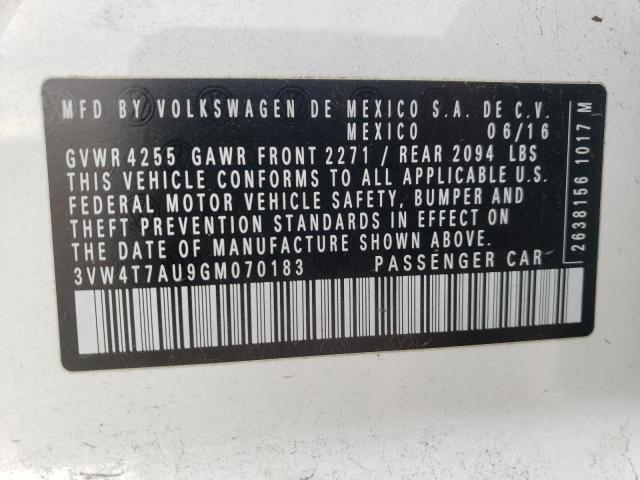 MFD BY VOLKSWAGEN DE MEXICO S.A. DE C.V.
MEXICO 06/16
GVWR 4255 GAWR FRONT 2271 / REAR 2094 LBS
THIS VEHICLE CONFORMS TO ALL APPLICABLE U.S.
FEDERAL MOTOR VEHICLE SAFETY, BUMPER AND
THEFT PREVENTION STANDARDS IN EFFECT ON
THE DATE OF MANUFACTURE SHOWN ABOVE.
3VW4T7AU9GM070183 PASSENGER CAR
2638156 1017 M